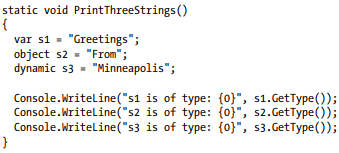 static void PrintThreeStrings()
{
  var s1 = "Greetings";
  object s2 = "From";
  dynamic s3 = "Minneapolis";

  Console.WriteLine("s1 is of type: {0}", s1.GetType());
  Console.WriteLine("s2 is of type: {0}", s2.GetType());
  Console.WriteLine("s3 is of type: {0}", s3.GetType());
}